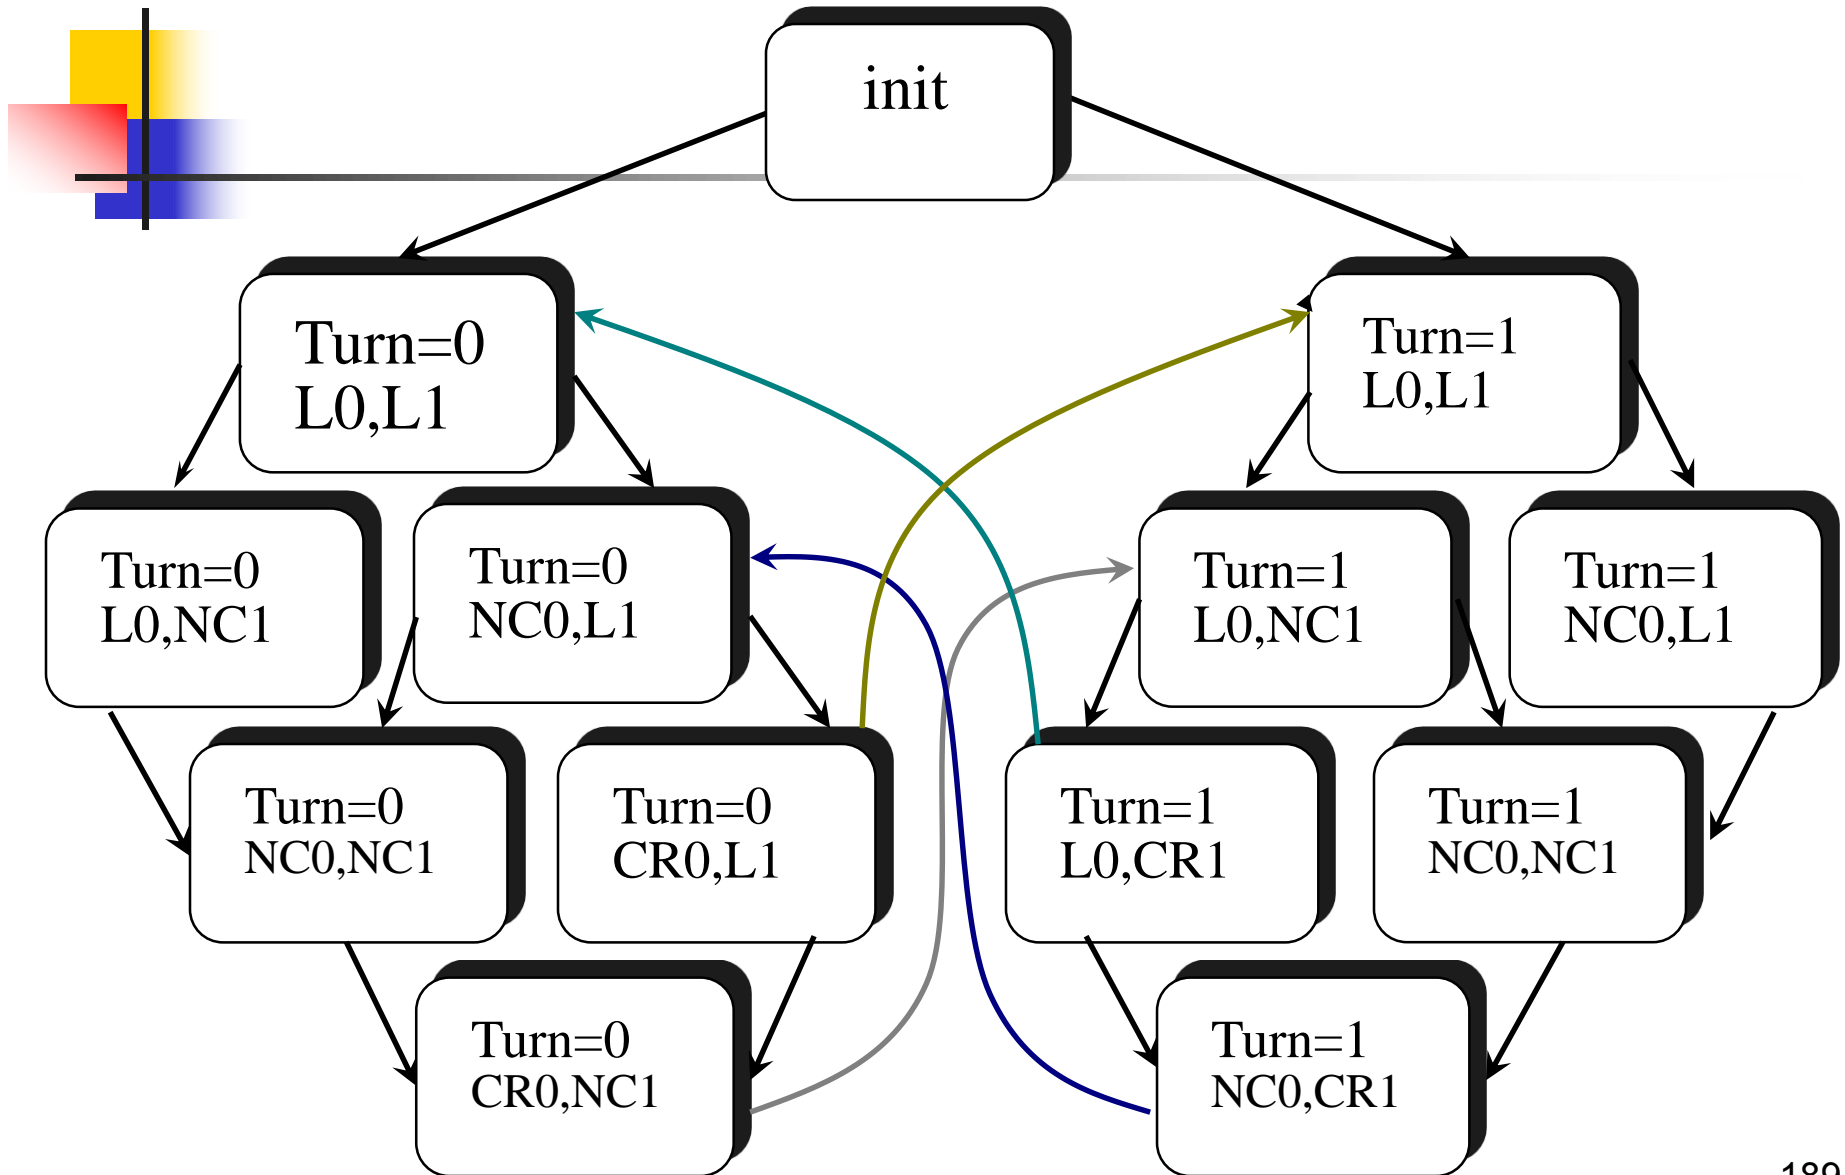 init
Turn=0
L0,L1
Turn=1
L0,L1
Turn=0
L0,NC1
Turn=0
NC0,L1
Turn=1
L0,NC1
Turn=1
NC0,L1
Turn=0
NC0,NC1
Turn=0
CR0,L1
Turn=1
L0,CR1
Turn=1
NC0,NC1
Turn=0
CR0,NC1
Turn=1
NC0,CR1
189